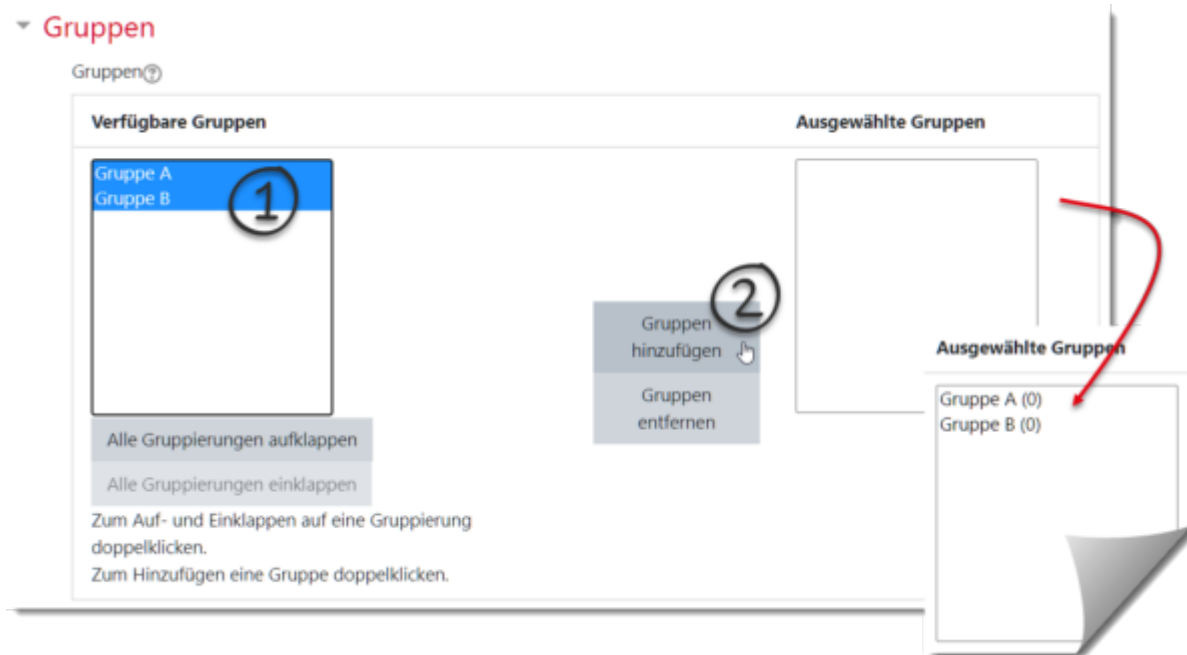 Gruppen
Gruppen
Verfügbare Gruppen
Ausgewählte Gruppen
Gruppe A
Gruppe B
1
2
Gruppen
hinzufügen
Gruppen
entfernen
Ausgewählte Gruppen
Gruppe A (0)
Gruppe B (0)
Alle Gruppierungen aufklappen
Alle Gruppierungen einklappen
Zum Auf- und Einklappen auf eine Gruppierung
doppelklicken.
Zum Hinzufügen eine Gruppe doppelklicken.